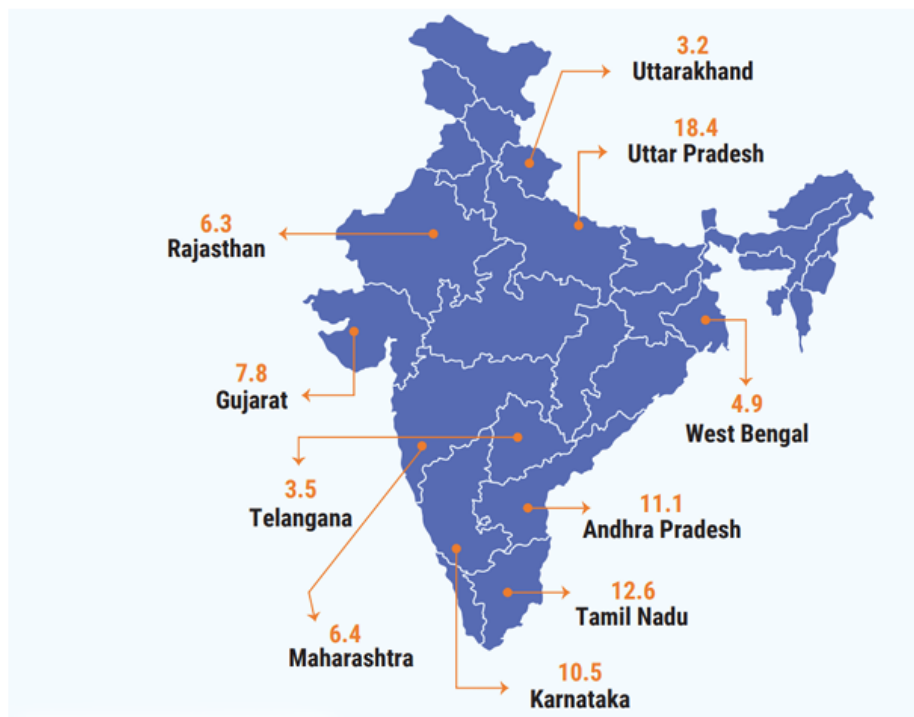 3.2
Uttarakhand
18.4
Uttar Pradesh
6.3
Rajasthan
7.8
Gujarat
4.9
West Bengal
3.5
Telangana
11.1
Andhra Pradesh
12.6
Tamil Nadu
6.4
Maharashtra
10.5
Karnataka